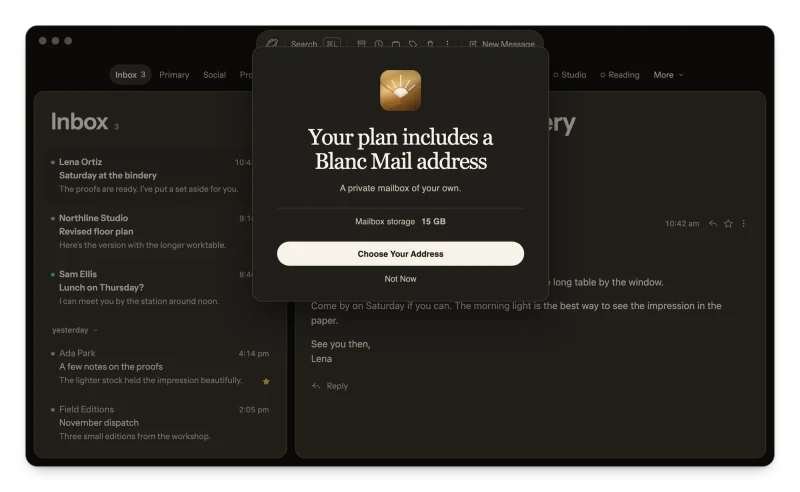 Search ⌘L New Message
Inbox 3 Primary Social Studio Reading More
Inbox 3
Your plan includes a
Blanc Mail address
A private mailbox of your own.
Mailbox storage 15 GB
Choose Your Address
Not Now
Lena Ortiz
Saturday at the bindery
The proofs are ready. I've put a set aside for you.
Northline Studio
Revised floor plan
Here's the version with the longer worktable.
Sam Ellis
Lunch on Thursday?
I can meet you by the station around noon.
yesterday
Ada Park 4:14 pm
A few notes on the proofs
The lighter stock held the impression beautifully.
Field Editions 2:05 pm
November dispatch
Three small editions from the workshop.
10:42 am
long table by the window.
Come by on Saturday if you can. The morning light is the best way to see the impression in the
paper.
See you then,
Lena
Reply